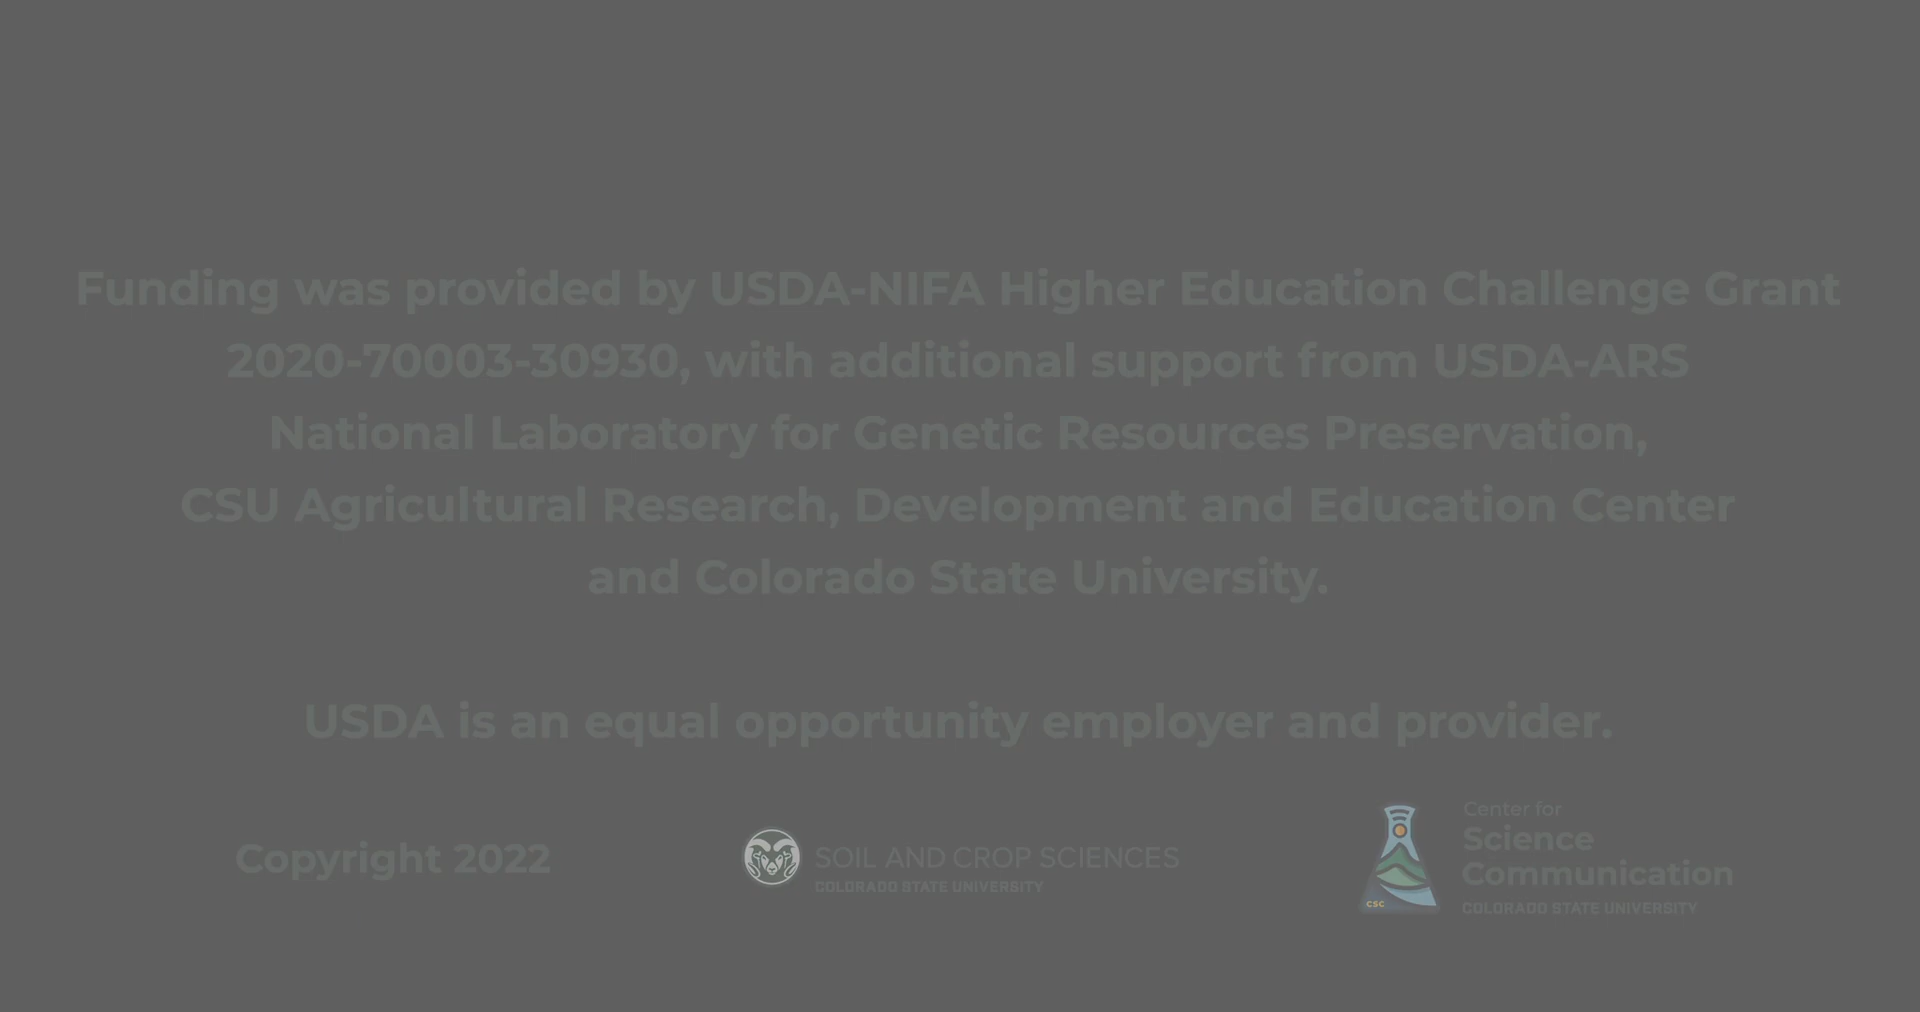 Funding was provided by USDA-NIFA Higher Education Challenge Grant
2020-70003-30930, with additional support from USDA-ARS
National Laboratory for Genetic Resources Preservation,
CSU Agricultural Research, Development and Education Center
and Colorado State University.
USDA is an equal opportunity employer and provider.
Copyright 2022
SOIL AND CROP SCIENCES
COLORADO STATE UNIVERSITY
CSC
Center for
Science
Communication
COLORADO STATE UNIVERSITY